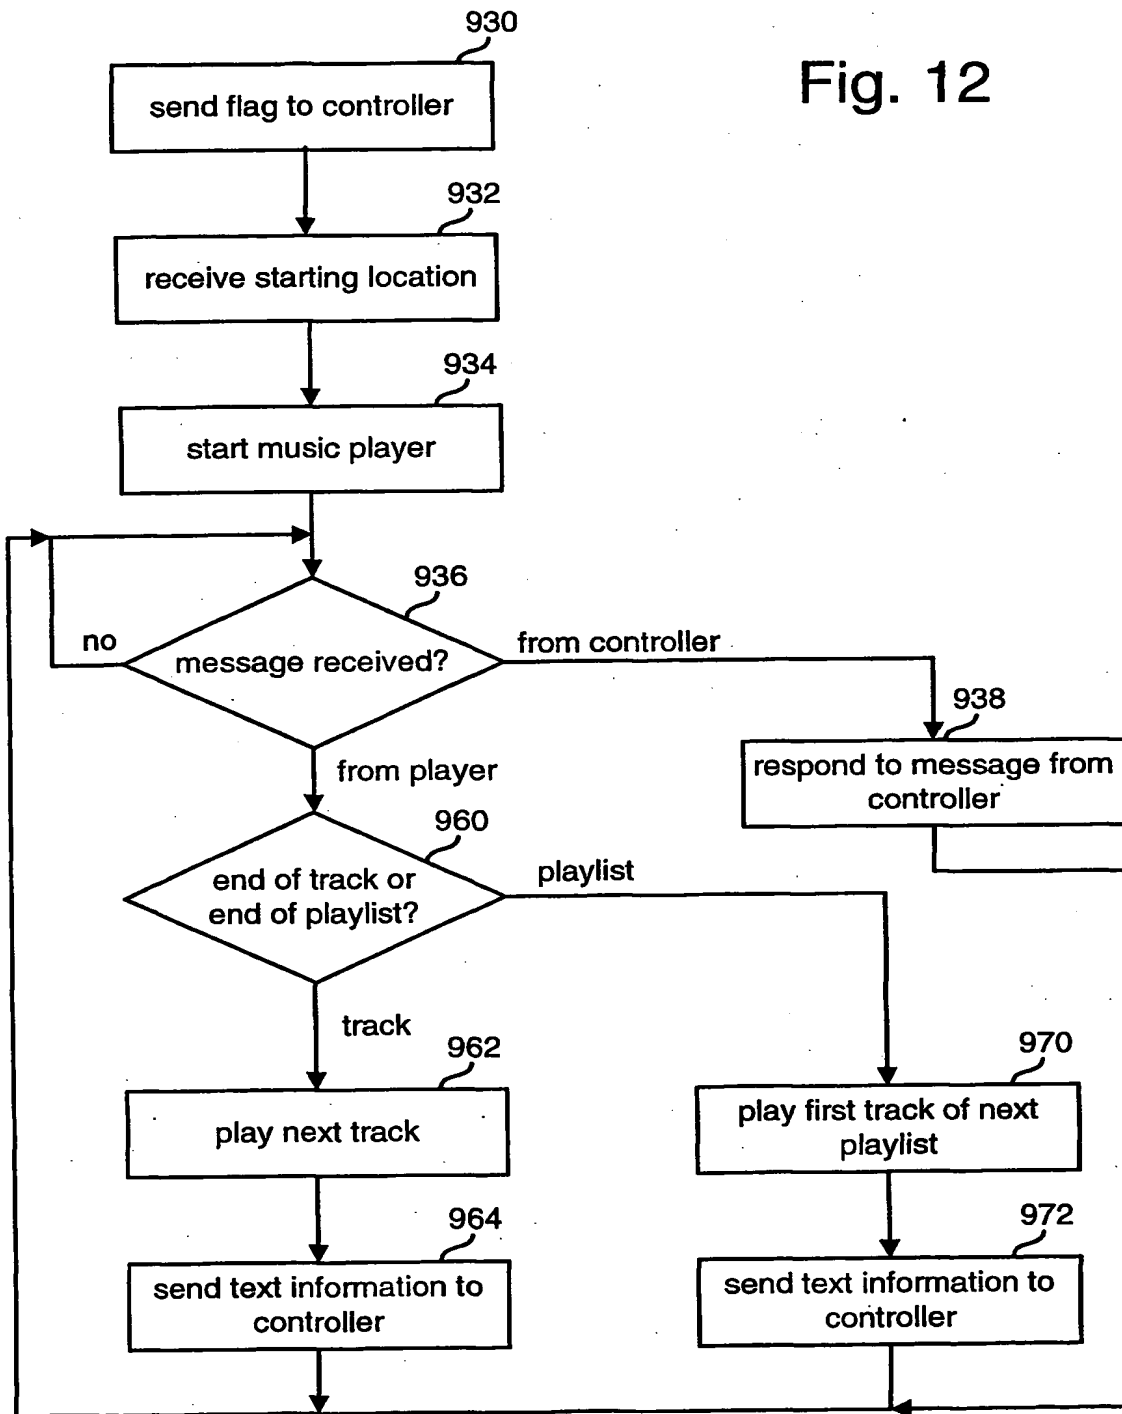 930
Fig. 12
send flag to controller
932
receive starting location
934
start music player
936
no
message received?
from controller
938
respond to message from
controller
from player
960
end of track or
end of playlist?
playlist
track
962
play next track
970
play first track of next
playlist
964
send text information to
controller
972
send text information to
controller